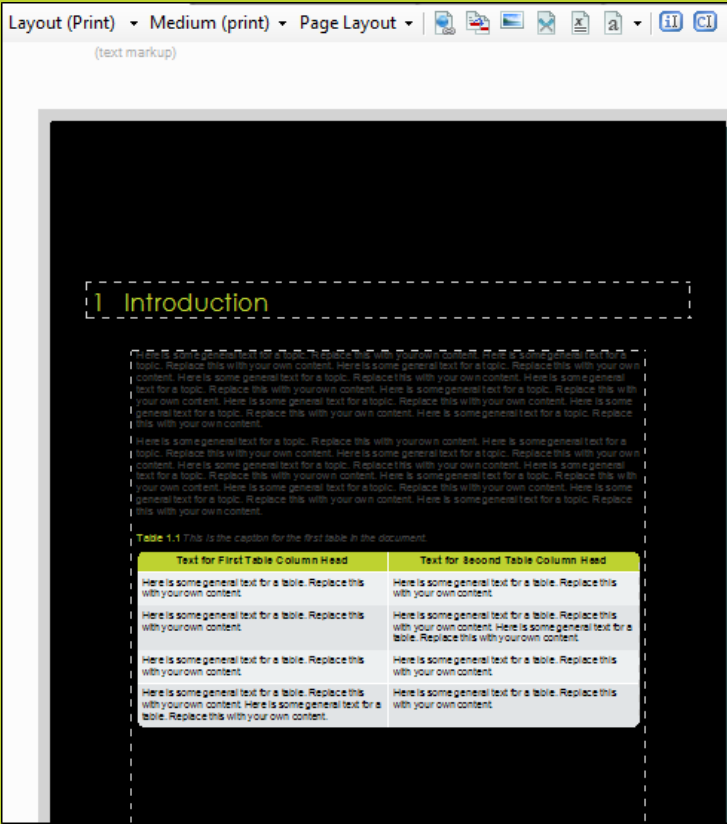 Layout (Print) Medium (print) Page Layout a iI CI
(text markup)
1 Introduction
Here is some general text for a topic. Replace this with your own content. Here is some general text for a
topic. Replace this with your own content. Here is some general text for a topic. Replace this with your own
content. Here is some general text for a topic. Replace this with your own content. Here is some general
text for a topic. Replace this with your own content. Here is some general text for a topic. Replace this with
your own content. Here is some general text for a topic. Replace this with your own content. Here is some
general text for a topic. Replace this with your own content. Here is some general text for a topic. Replace
this with your own content.
Here is some general text for a topic. Replace this with your own content. Here is some general text for a
topic. Replace this with your own content. Here is some general text for a topic. Replace this with your own
content. Here is some general text for a topic. Replace this with your own content. Here is some general
text for a topic. Replace this with your own content. Here is some general text for a topic. Replace this with
your own content. Here is some general text for a topic. Replace this with your own content. Here is some
general text for a topic. Replace this with your own content. Here is some general text for a topic. Replace
this with your own content.
Table 1.1 This is the caption for the first table in the document.
Text for First Table Column Head Text for Second Table Column Head
Here is some general text for a table. Replace this
with your own content.
Here is some general text for a table. Replace this
with your own content.
Here is some general text for a table. Replace this
with your own content.
Here is some general text for a table. Replace this
with your own content. Here is some general text for a
table. Replace this with your own content.
Here is some general text for a table. Replace this
with your own content.
Here is some general text for a table. Replace this
with your own content.
Here is some general text for a table. Replace this
with your own content. Here is some general text for a
table. Replace this with your own content.
Here is some general text for a table. Replace this
with your own content.